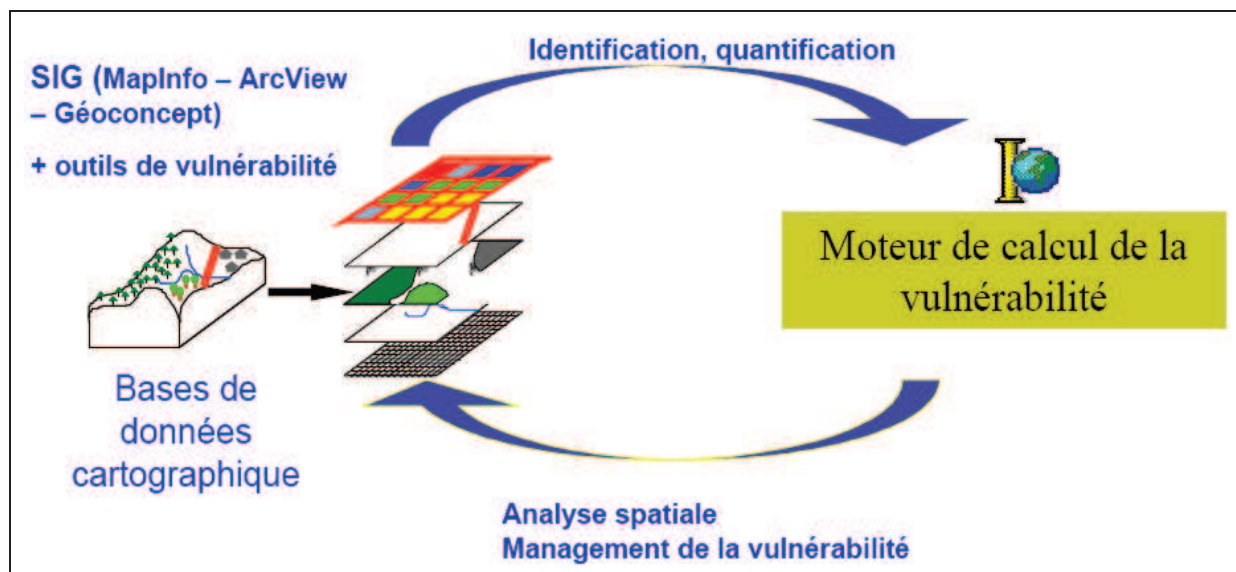 Identification, quantification
SIG (MapInfo – ArcView
– Géoconcept)
+ outils de vulnérabilité
Moteur de calcul de la
vulnérabilité
Bases de
données
cartographique
Analyse spatiale
Management de la vulnérabilité